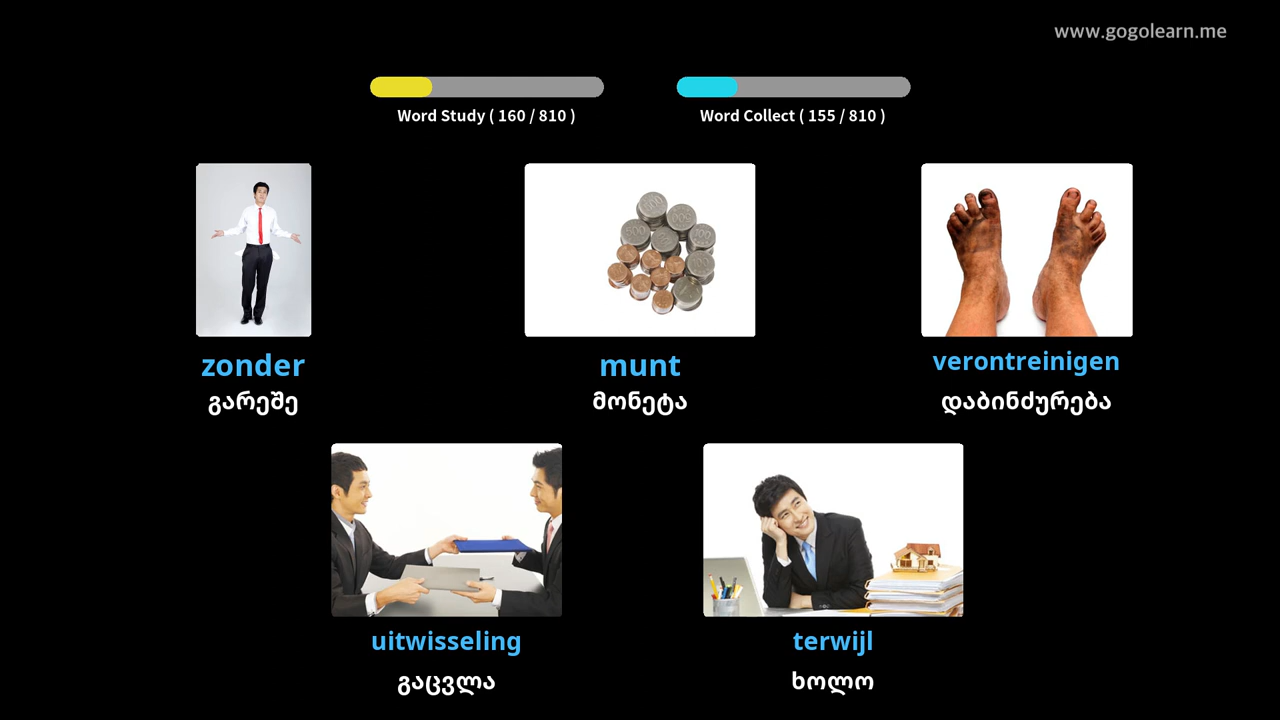 www.gogolearn.me
Word Study ( 160 / 810 )
Word Collect ( 155 / 810 )
zonder
გარეშე
munt
მონეტა
verontreinigen
დაბინძურება
uitwisseling
გაცვლა
terwijl
ხოლო